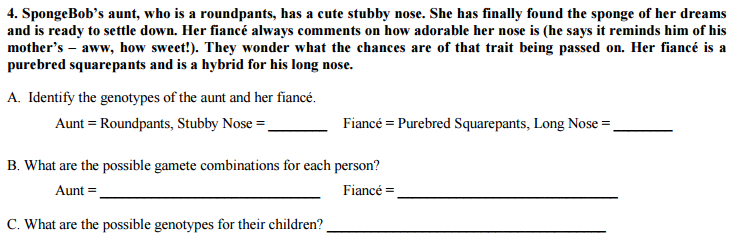 4. SpongeBob's aunt, who is a roundpants, has a cute stubby nose. She has finally found the sponge of her dreams
and is ready to settle down. Her fiancé always comments on how adorable her nose is (he says it reminds him of his
mother's – aww, how sweet!). They wonder what the chances are of that trait being passed on. Her fiancé is a
purebred squarepants and is a hybrid for his long nose.
A. Identify the genotypes of the aunt and her fiancé.
Aunt = Roundpants, Stubby Nose = ________ Fiancé = Purebred Squarepants, Long Nose = ________
B. What are the possible gamete combinations for each person?
Aunt = ______________________________ Fiancé = ______________________________
C. What are the possible genotypes for their children? ______________________________